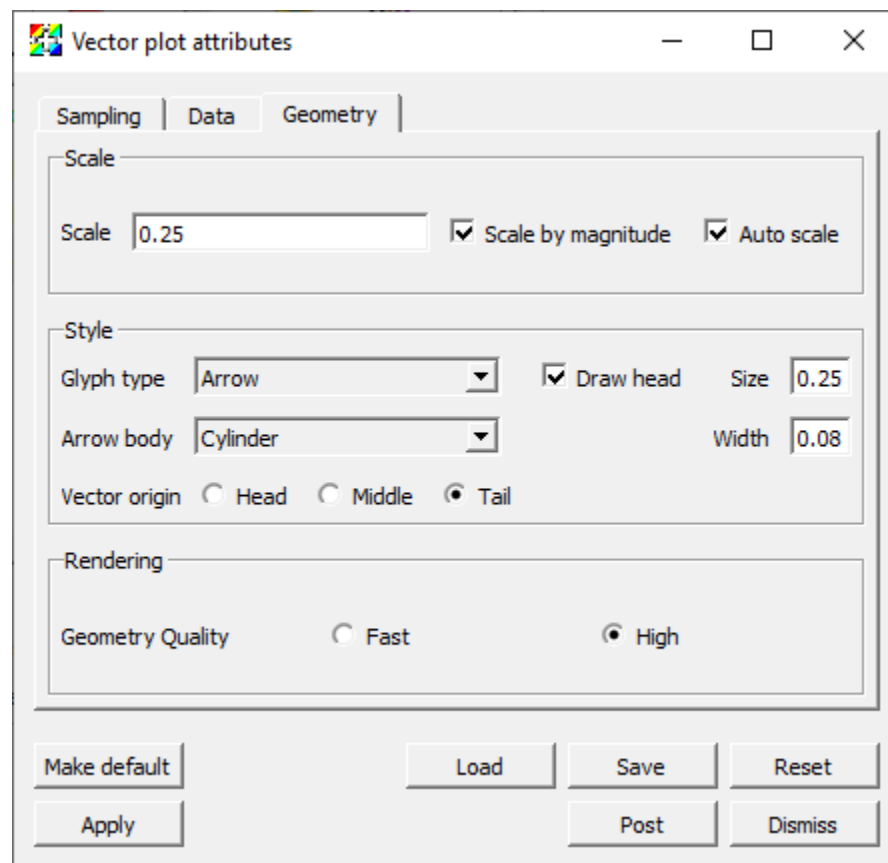 Vector plot attributes
Sampling Data Geometry
Scale
Scale 0.25 Scale by magnitude Auto scale
Style
Glyph type Arrow Draw head Size 0.25
Arrow body Cylinder Width 0.08
Vector origin Head Middle Tail
Rendering
Geometry Quality Fast High
Make default Load Save Reset
Apply Post Dismiss